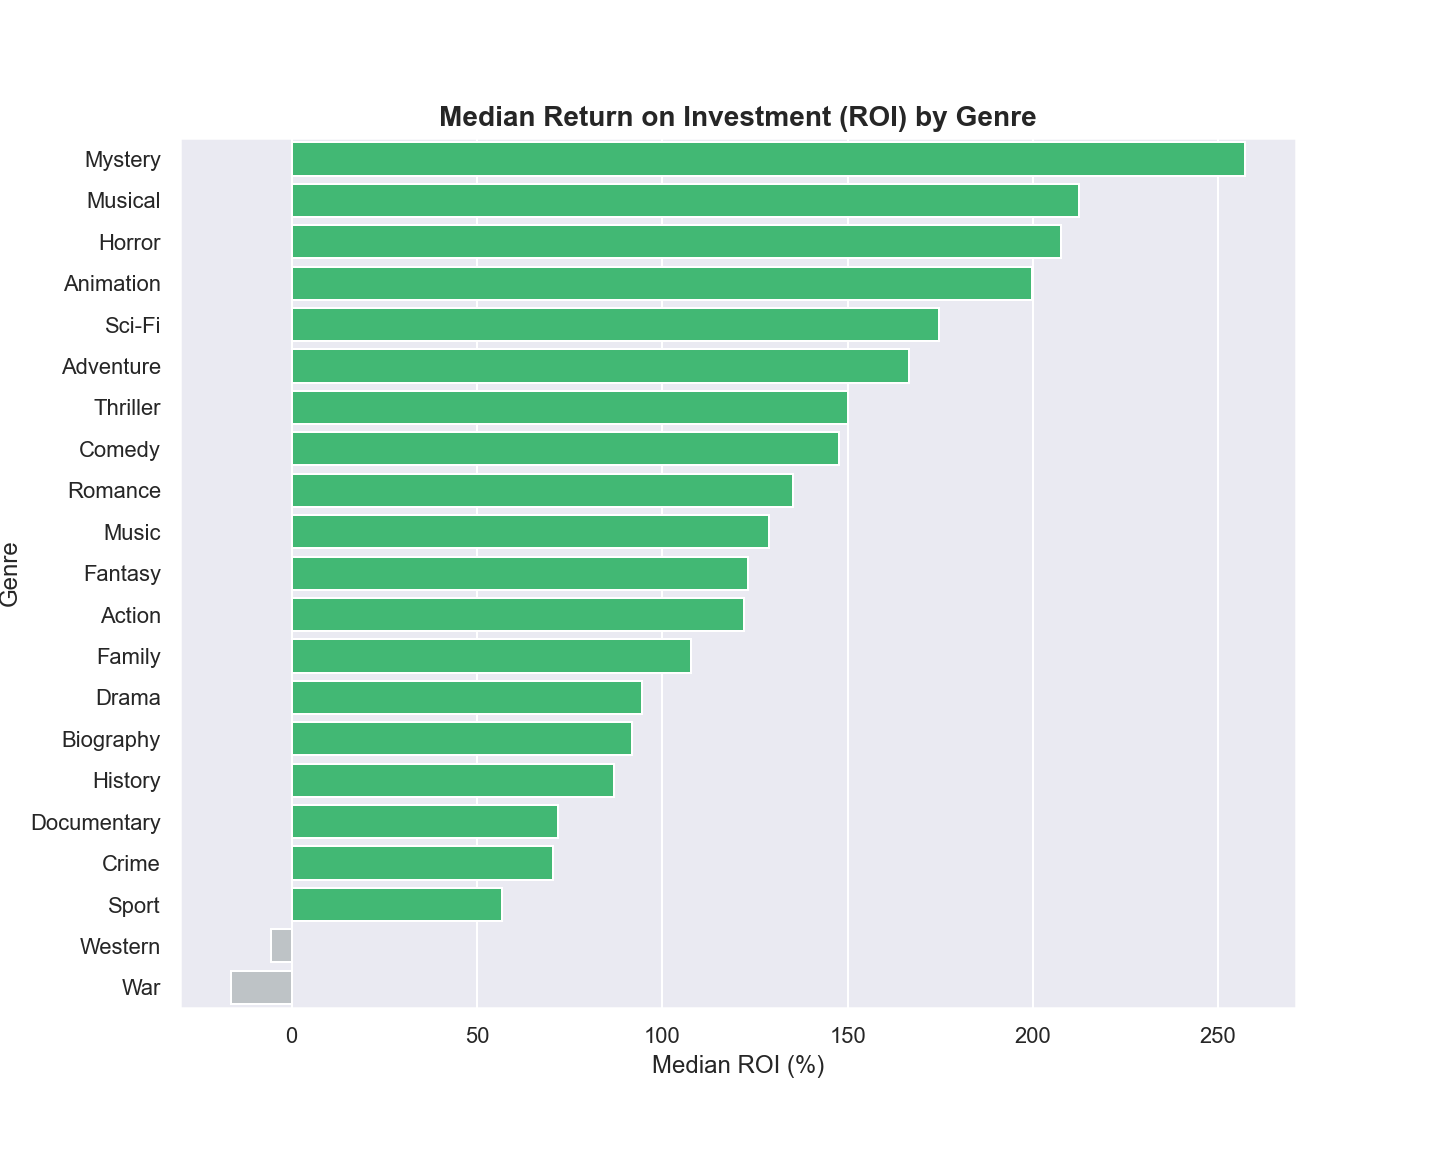 Median Return on Investment (ROI) by Genre
Mystery
Musical
Horror
Animation
Sci-Fi
Adventure
Thriller
Comedy
Romance
Music
Fantasy
Action
Family
Drama
Biography
History
Documentary
Crime
Sport
Western
War
Genre
0 50 100 150 200 250
Median ROI (%)